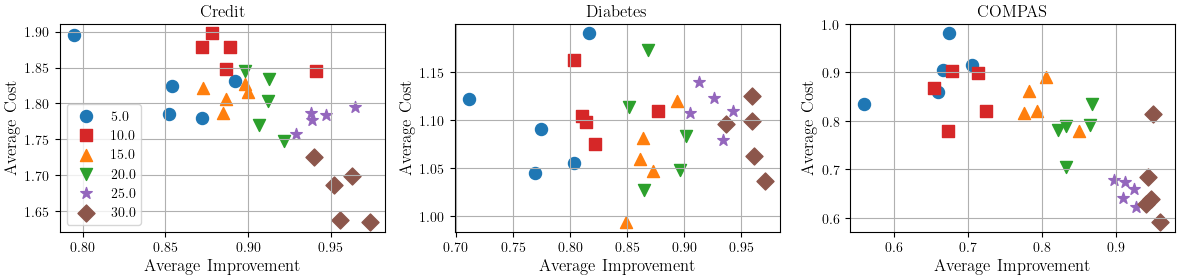 Credit
1.90
1.85
1.80
1.75
1.70
1.65
Average Cost
5.0
10.0
15.0
20.0
25.0
30.0
0.80 0.85 0.90 0.95
Average Improvement
Diabetes
1.15
1.10
1.05
1.00
Average Cost
0.70 0.75 0.80 0.85 0.90 0.95
Average Improvement
COMPAS
1.0
0.9
0.8
0.7
0.6
Average Cost
0.6 0.7 0.8 0.9
Average Improvement